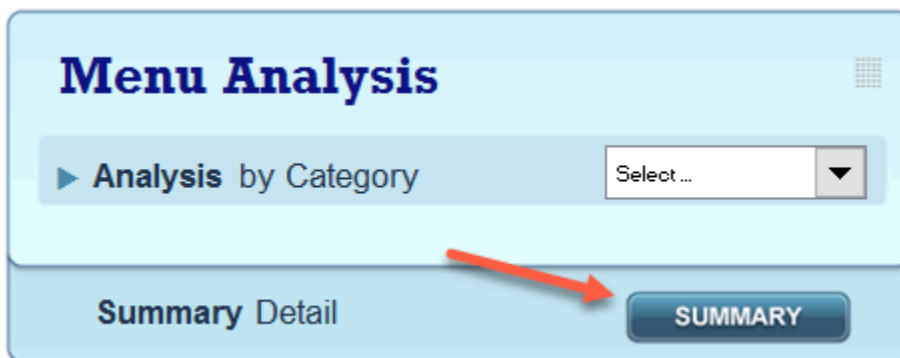 Menu Analysis
Analysis by Category
Select ...
Summary Detail
SUMMARY